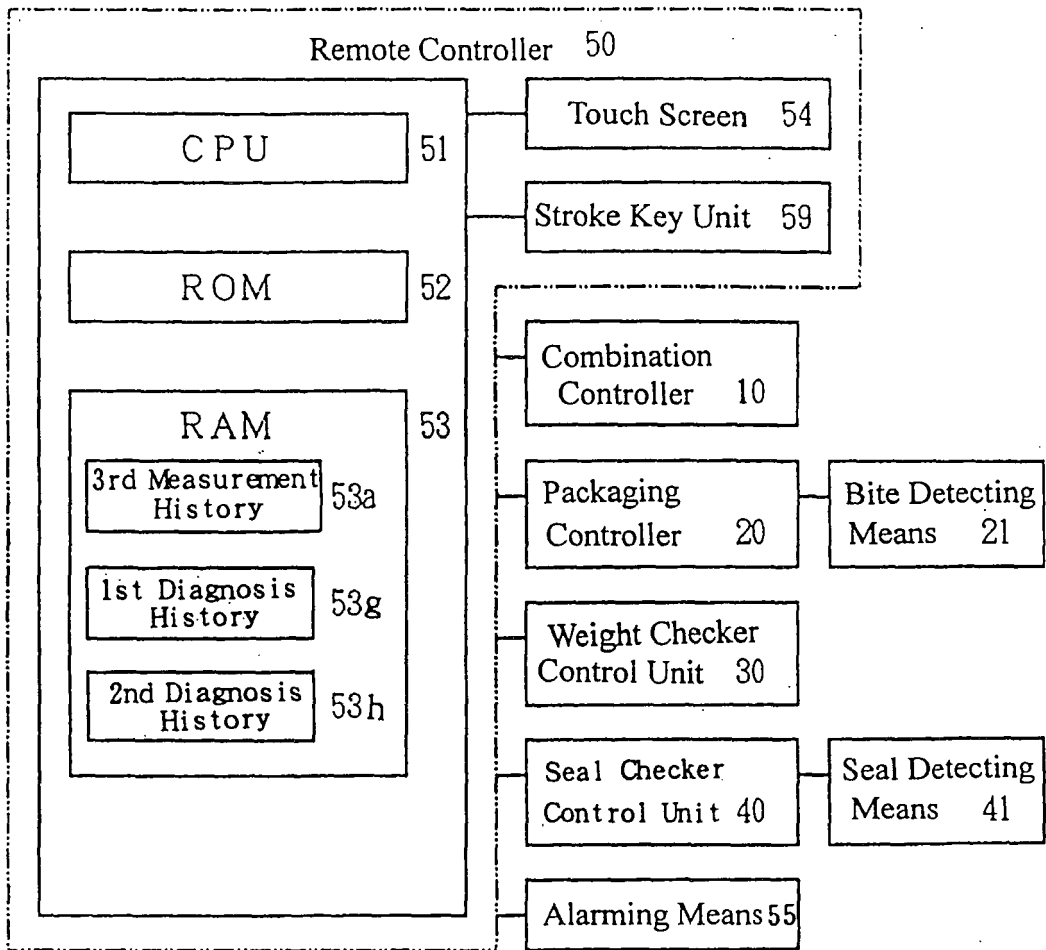 Remote Controller 50
CPU 51
ROM 52
RAM 53
3rd Measurement
History 53a
1st Diagnosis
History 53g
2nd Diagnosis
History 53h
Touch Screen 54
Stroke Key Unit 59
Combination
Controller 10
Packaging
Controller 20
Bite Detecting
Means 21
Weight Checker
Control Unit 30
Seal Checker
Control Unit 40
Seal Detecting
Means 41
Alarming Means 55